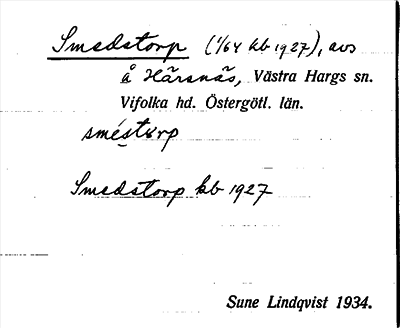 Smedstorp (1/64 kb 1927), avs
å Härsnäs, Västra Hargs sn.
Vifolka hd. Östergötl. län.
sméstorp
Smedstorp kb 1927
Sune Lindqvist 1934.